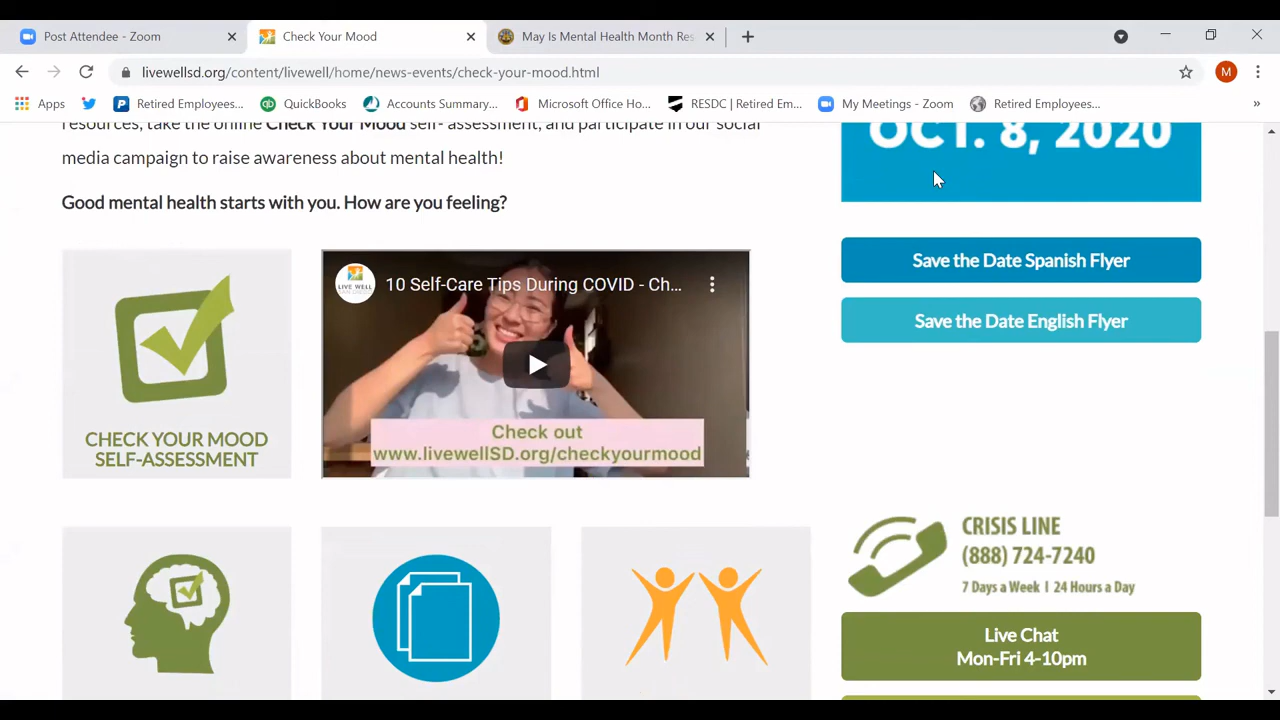 Post Attendee - Zoom
Check Your Mood
May Is Mental Health Month Res
livewellsd.org/content/livewell/home/news-events/check-your-mood.html
M
Apps
Retired Employees...
QuickBooks
Accounts Summary...
Microsoft Office Ho...
RESDC | Retired Em...
My Meetings - Zoom
Retired Employees...
»
resources, take the online Check Your Mood self- assessment, and participate in our social
media campaign to raise awareness about mental health!
Good mental health starts with you. How are you feeling?
CHECK YOUR MOOD
SELF-ASSESSMENT
LIVE WELL
SAN DIEGO
10 Self-Care Tips During COVID - Ch...
Check out
www.livewellSD.org/checkyourmood
OCT. 8, 2020
Save the Date Spanish Flyer
Save the Date English Flyer
CRISIS LINE
(888) 724-7240
7 Days a Week I 24 Hours a Day
Live Chat
Mon-Fri 4-10pm